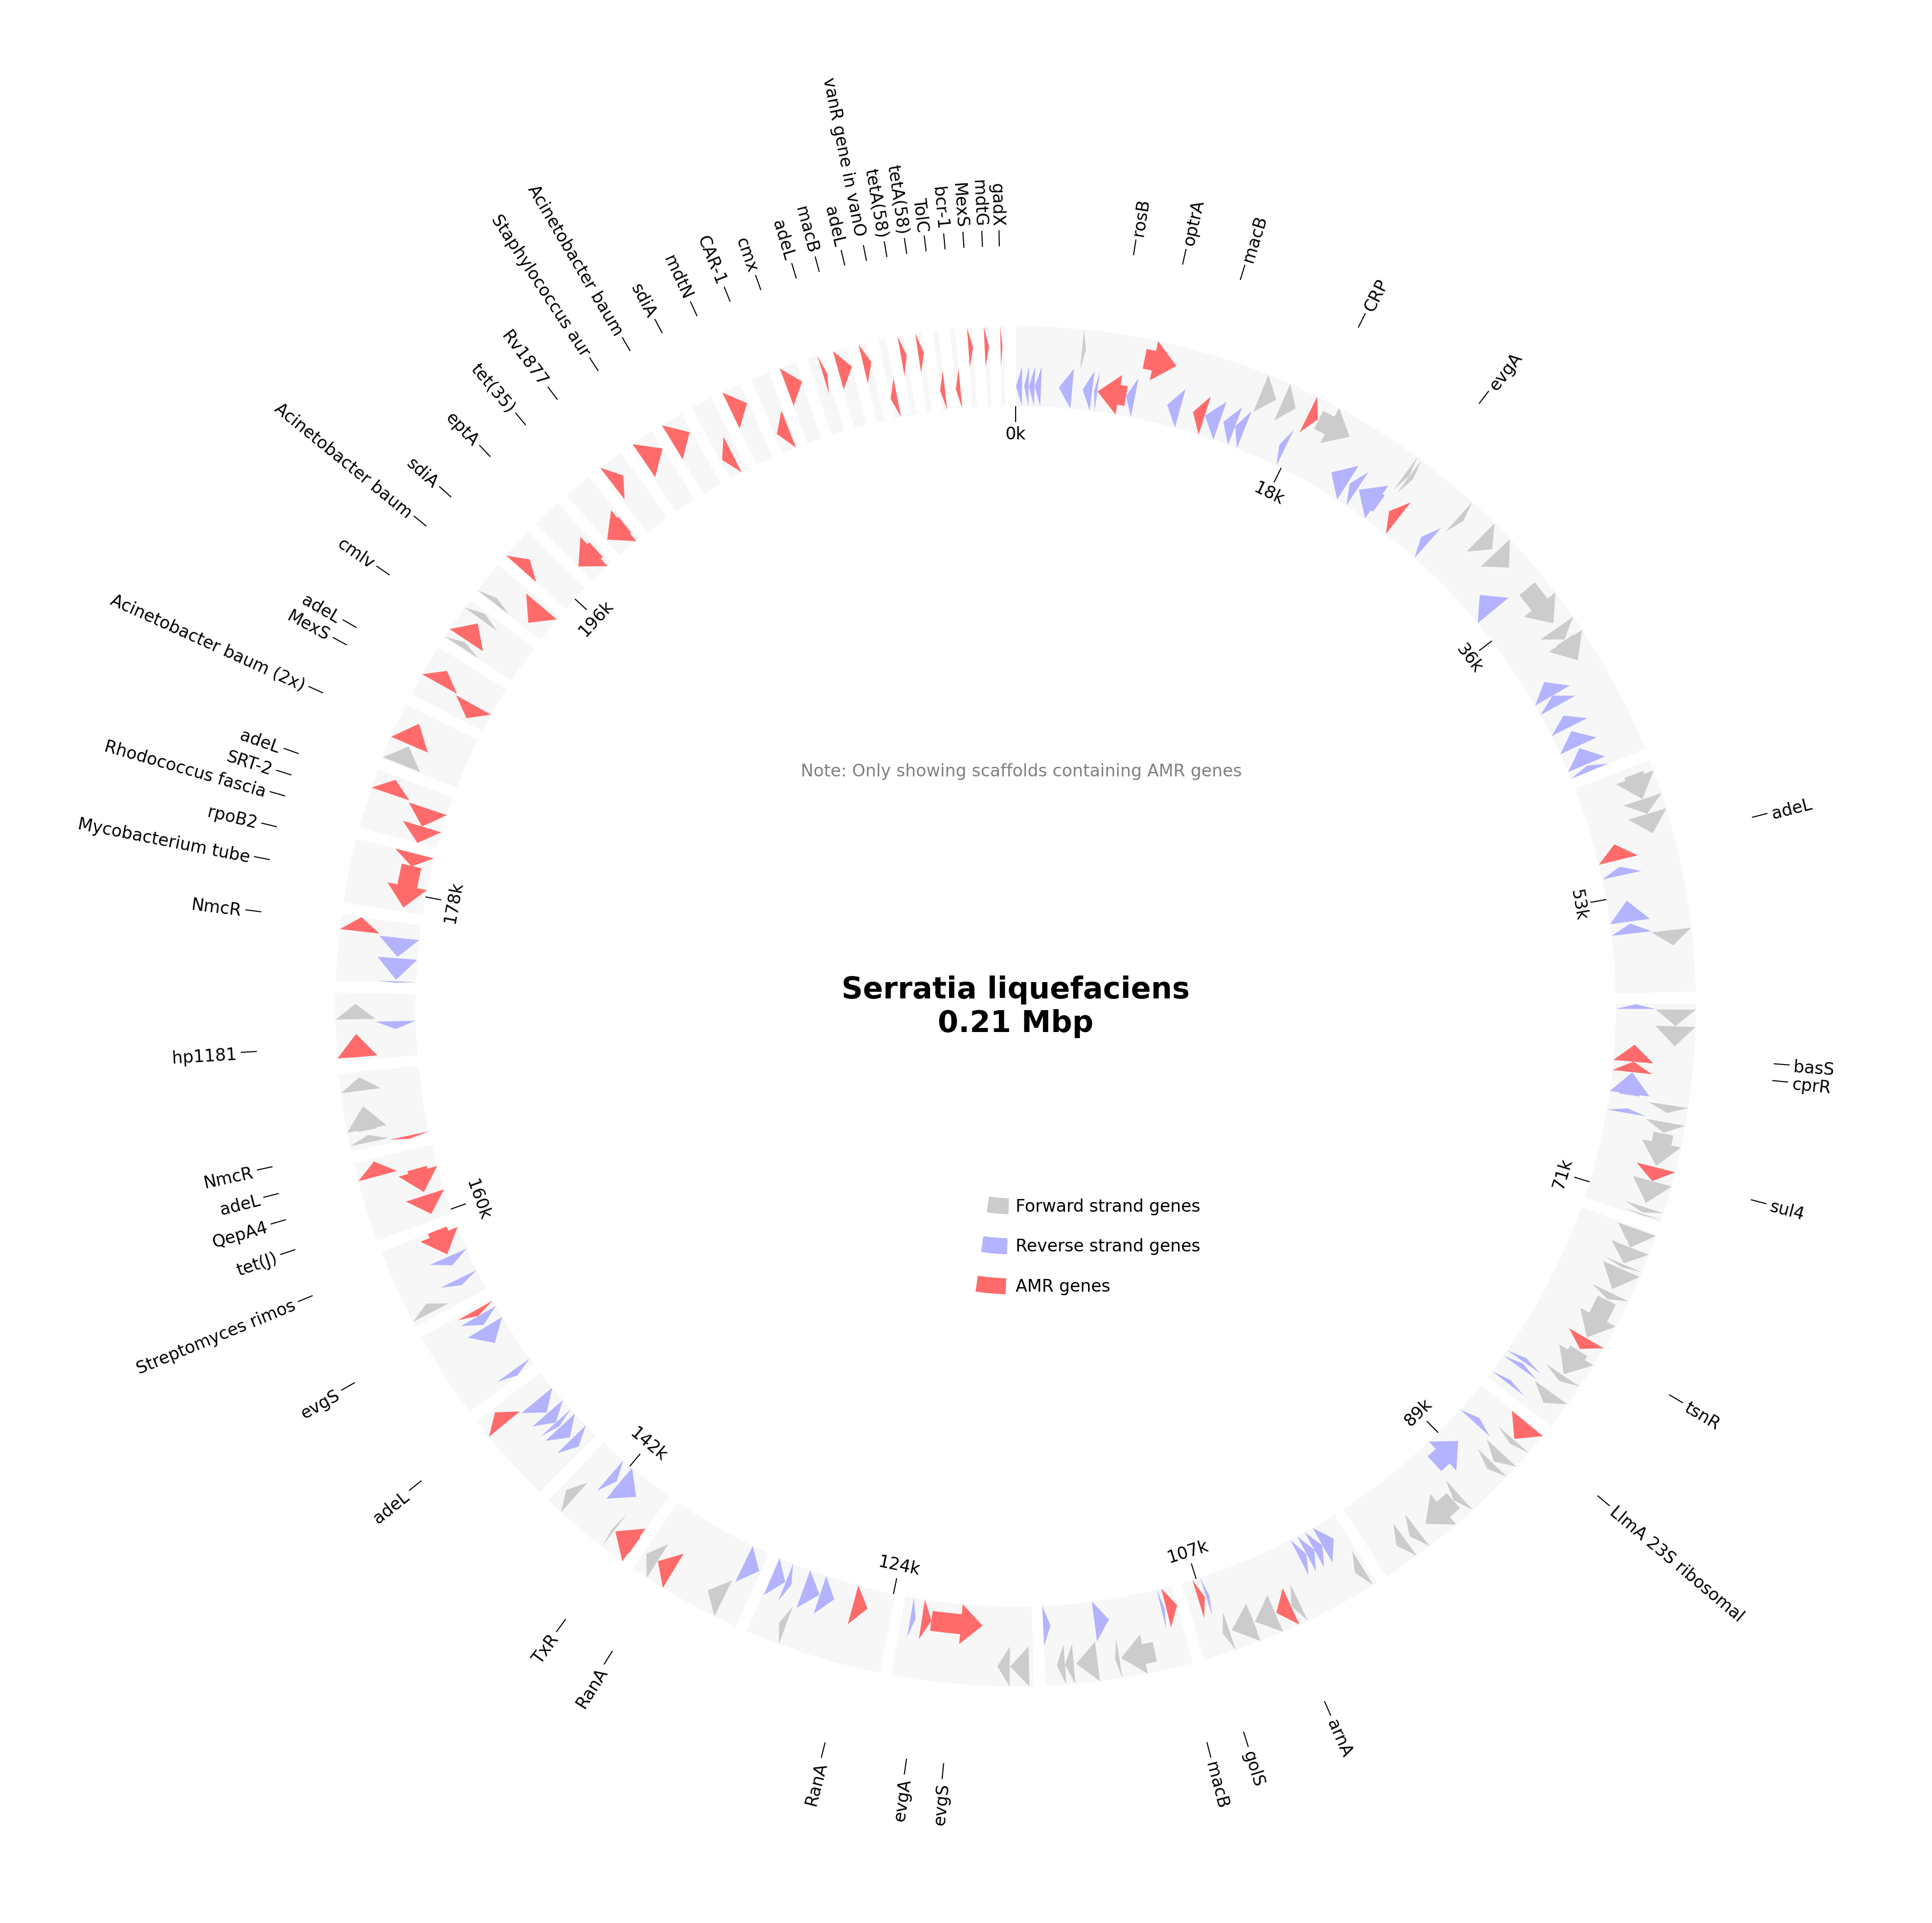 gadX
rosB
optrA
macB
CRP
evgA
adeL
basS
cprR
sul4
tsnR
LlmA 23S ribosomal
arnA
golS
macB
evgS
evgA
RanA
RanA
TxR
adeL
evgS
Streptomyces rimos
tet(J)
QepA4
adeL
NmcR
hp1181
NmcR
Mycobacterium tube
rpoB2
Rhodococcus fascia
SRT-2
adeL
Acinetobacter baum (2x)
MexS
adeL
cmlv
Acinetobacter baum
sdiA
eptA
tet(35)
Rv1877
Staphylococcus aur
Acinetobacter baum
sdiA
mdtN
CAR-1
cmx
adeL
macB
adeL
vanR gene in vanO
tetA(58)
tetA(58)
TolC
bcr-1
MexS
mdtG
0k
18k
36k
53k
71k
89k
107k
124k
142k
160k
178k
196k
Note: Only showing scaffolds containing AMR genes
Serratia liquefaciens
0.21 Mbp
Forward strand genes
Reverse strand genes
AMR genes